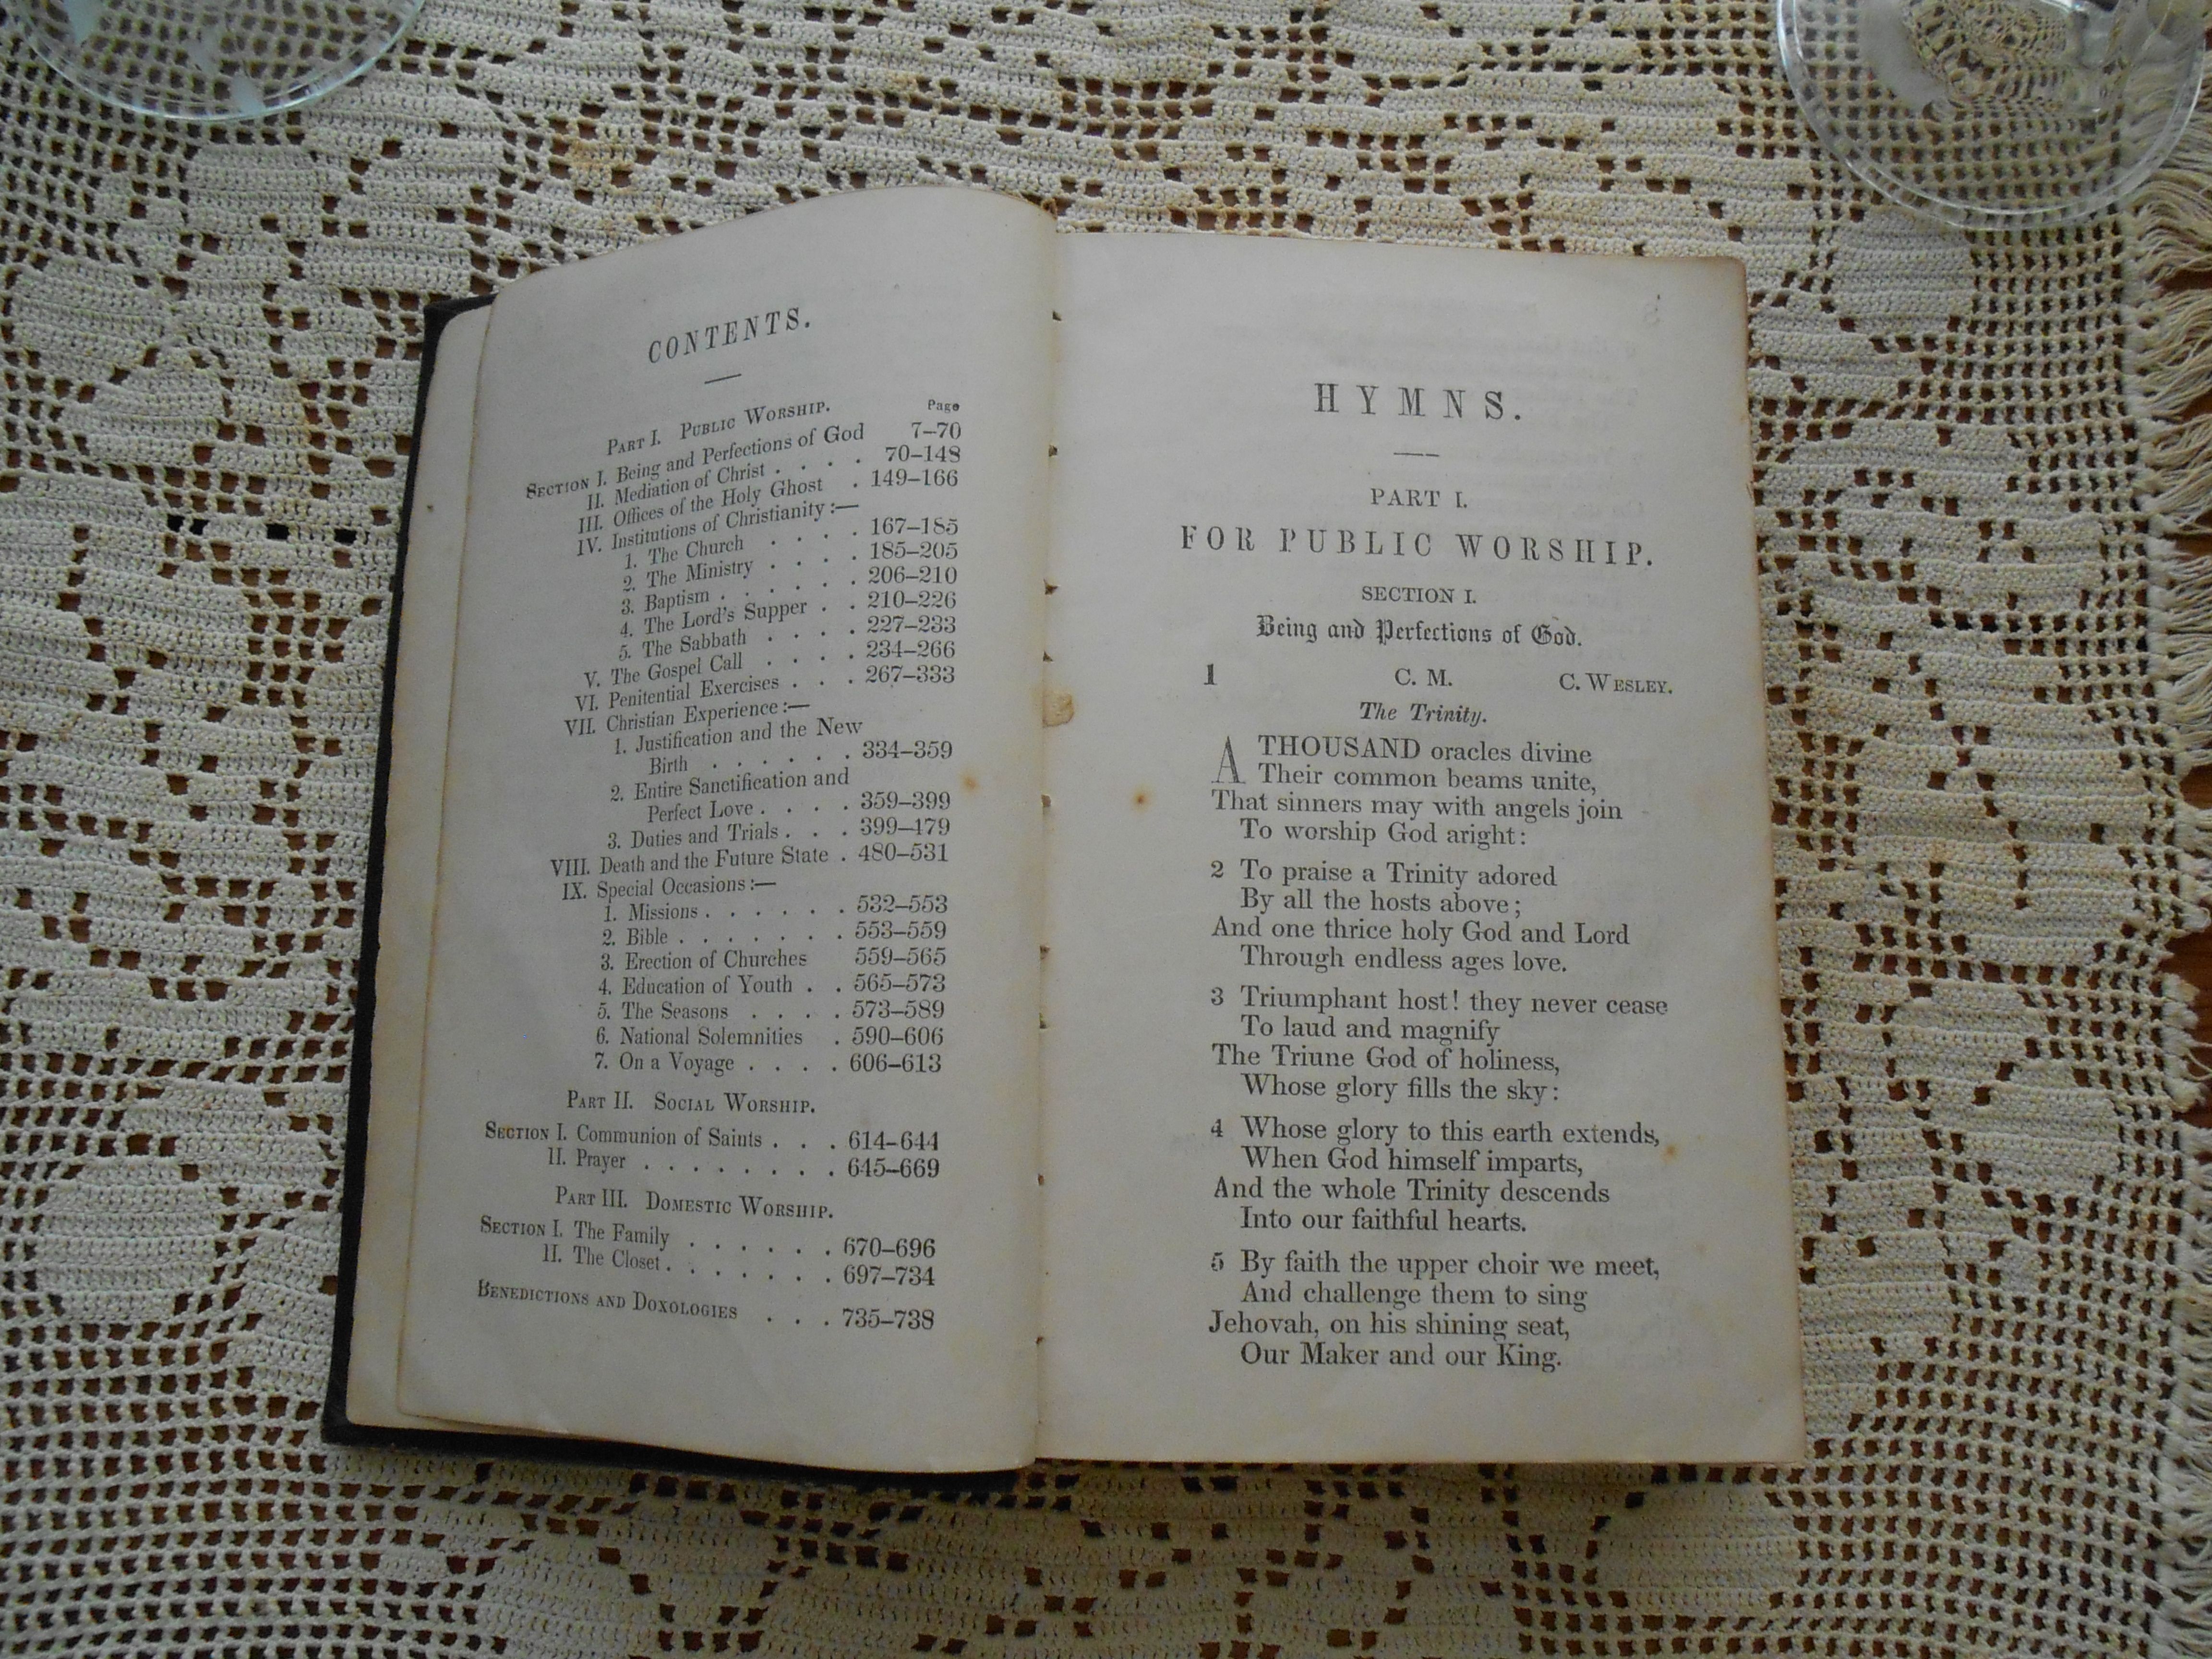 CONTENTS.
Page
PART I. PUBLIC WORSHIP.
SECTION I. Being and Perfections of God 7–70
II. Mediation of Christ . . . . 70–148
III. Offices of the Holy Ghost . 149–166
IV. Institutions of Christianity:—
1. The Church . . . . 167–185
2. The Ministry . . . . 185–205
3. Baptism . . . . . . 206–210
4. The Lord's Supper . . 210–226
5. The Sabbath . . . . 227–233
V. The Gospel Call . . . . 234–266
VI. Penitential Exercises . . . 267–333
VII. Christian Experience:—
1. Justification and the New
Birth . . . . . . 334–359
2. Entire Sanctification and
Perfect Love . . . . 359–399
3. Duties and Trials . . . 399–479
VIII. Death and the Future State . 480–531
IX. Special Occasions:—
1. Missions . . . . . . 532–553
2. Bible . . . . . . . 553–559
3. Erection of Churches 559–565
4. Education of Youth . . 565–573
5. The Seasons . . . . 573–589
6. National Solemnities . 590–606
7. On a Voyage . . . . 606–613
PART II. SOCIAL WORSHIP.
SECTION I. Communion of Saints . . . 614–644
II. Prayer . . . . . . . . 645–669
PART III. DOMESTIC WORSHIP.
SECTION I. The Family . . . . . . 670–696
II. The Closet . . . . . . . 697–734
BENEDICTIONS AND DOXOLOGIES . . . 735–738
HYMNS.
PART I.
FOR PUBLIC WORSHIP.
SECTION I.
Being and Perfections of God.
1 C. M. C. WESLEY.
The Trinity.
A THOUSAND oracles divine
Their common beams unite,
That sinners may with angels join
To worship God aright:
2 To praise a Trinity adored
By all the hosts above;
And one thrice holy God and Lord
Through endless ages love.
3 Triumphant host! they never cease
To laud and magnify
The Triune God of holiness,
Whose glory fills the sky:
4 Whose glory to this earth extends,
When God himself imparts,
And the whole Trinity descends
Into our faithful hearts.
5 By faith the upper choir we meet,
And challenge them to sing
Jehovah, on his shining seat,
Our Maker and our King.